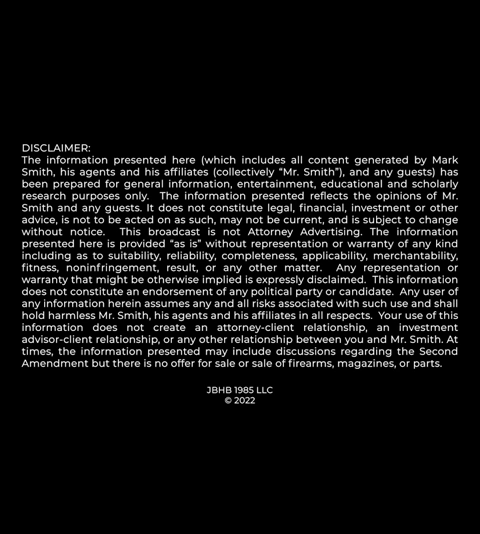 DISCLAIMER:
The information presented here (which includes all content generated by Mark
Smith, his agents and his affiliates (collectively “Mr. Smith”), and any guests) has
been prepared for general information, entertainment, educational and scholarly
research purposes only. The information presented reflects the opinions of Mr.
Smith and any guests. It does not constitute legal, financial, investment or other
advice, is not to be acted on as such, may not be current, and is subject to change
without notice. This broadcast is not Attorney Advertising. The information
presented here is provided “as is” without representation or warranty of any kind
including as to suitability, reliability, completeness, applicability, merchantability,
fitness, noninfringement, result, or any other matter. Any representation or
warranty that might be otherwise implied is expressly disclaimed. This information
does not constitute an endorsement of any political party or candidate. Any user of
any information herein assumes any and all risks associated with such use and shall
hold harmless Mr. Smith, his agents and his affiliates in all respects. Your use of this
information does not create an attorney-client relationship, an investment
advisor-client relationship, or any other relationship between you and Mr. Smith. At
times, the information presented may include discussions regarding the Second
Amendment but there is no offer for sale or sale of firearms, magazines, or parts.
JBHB 1985 LLC
© 2022